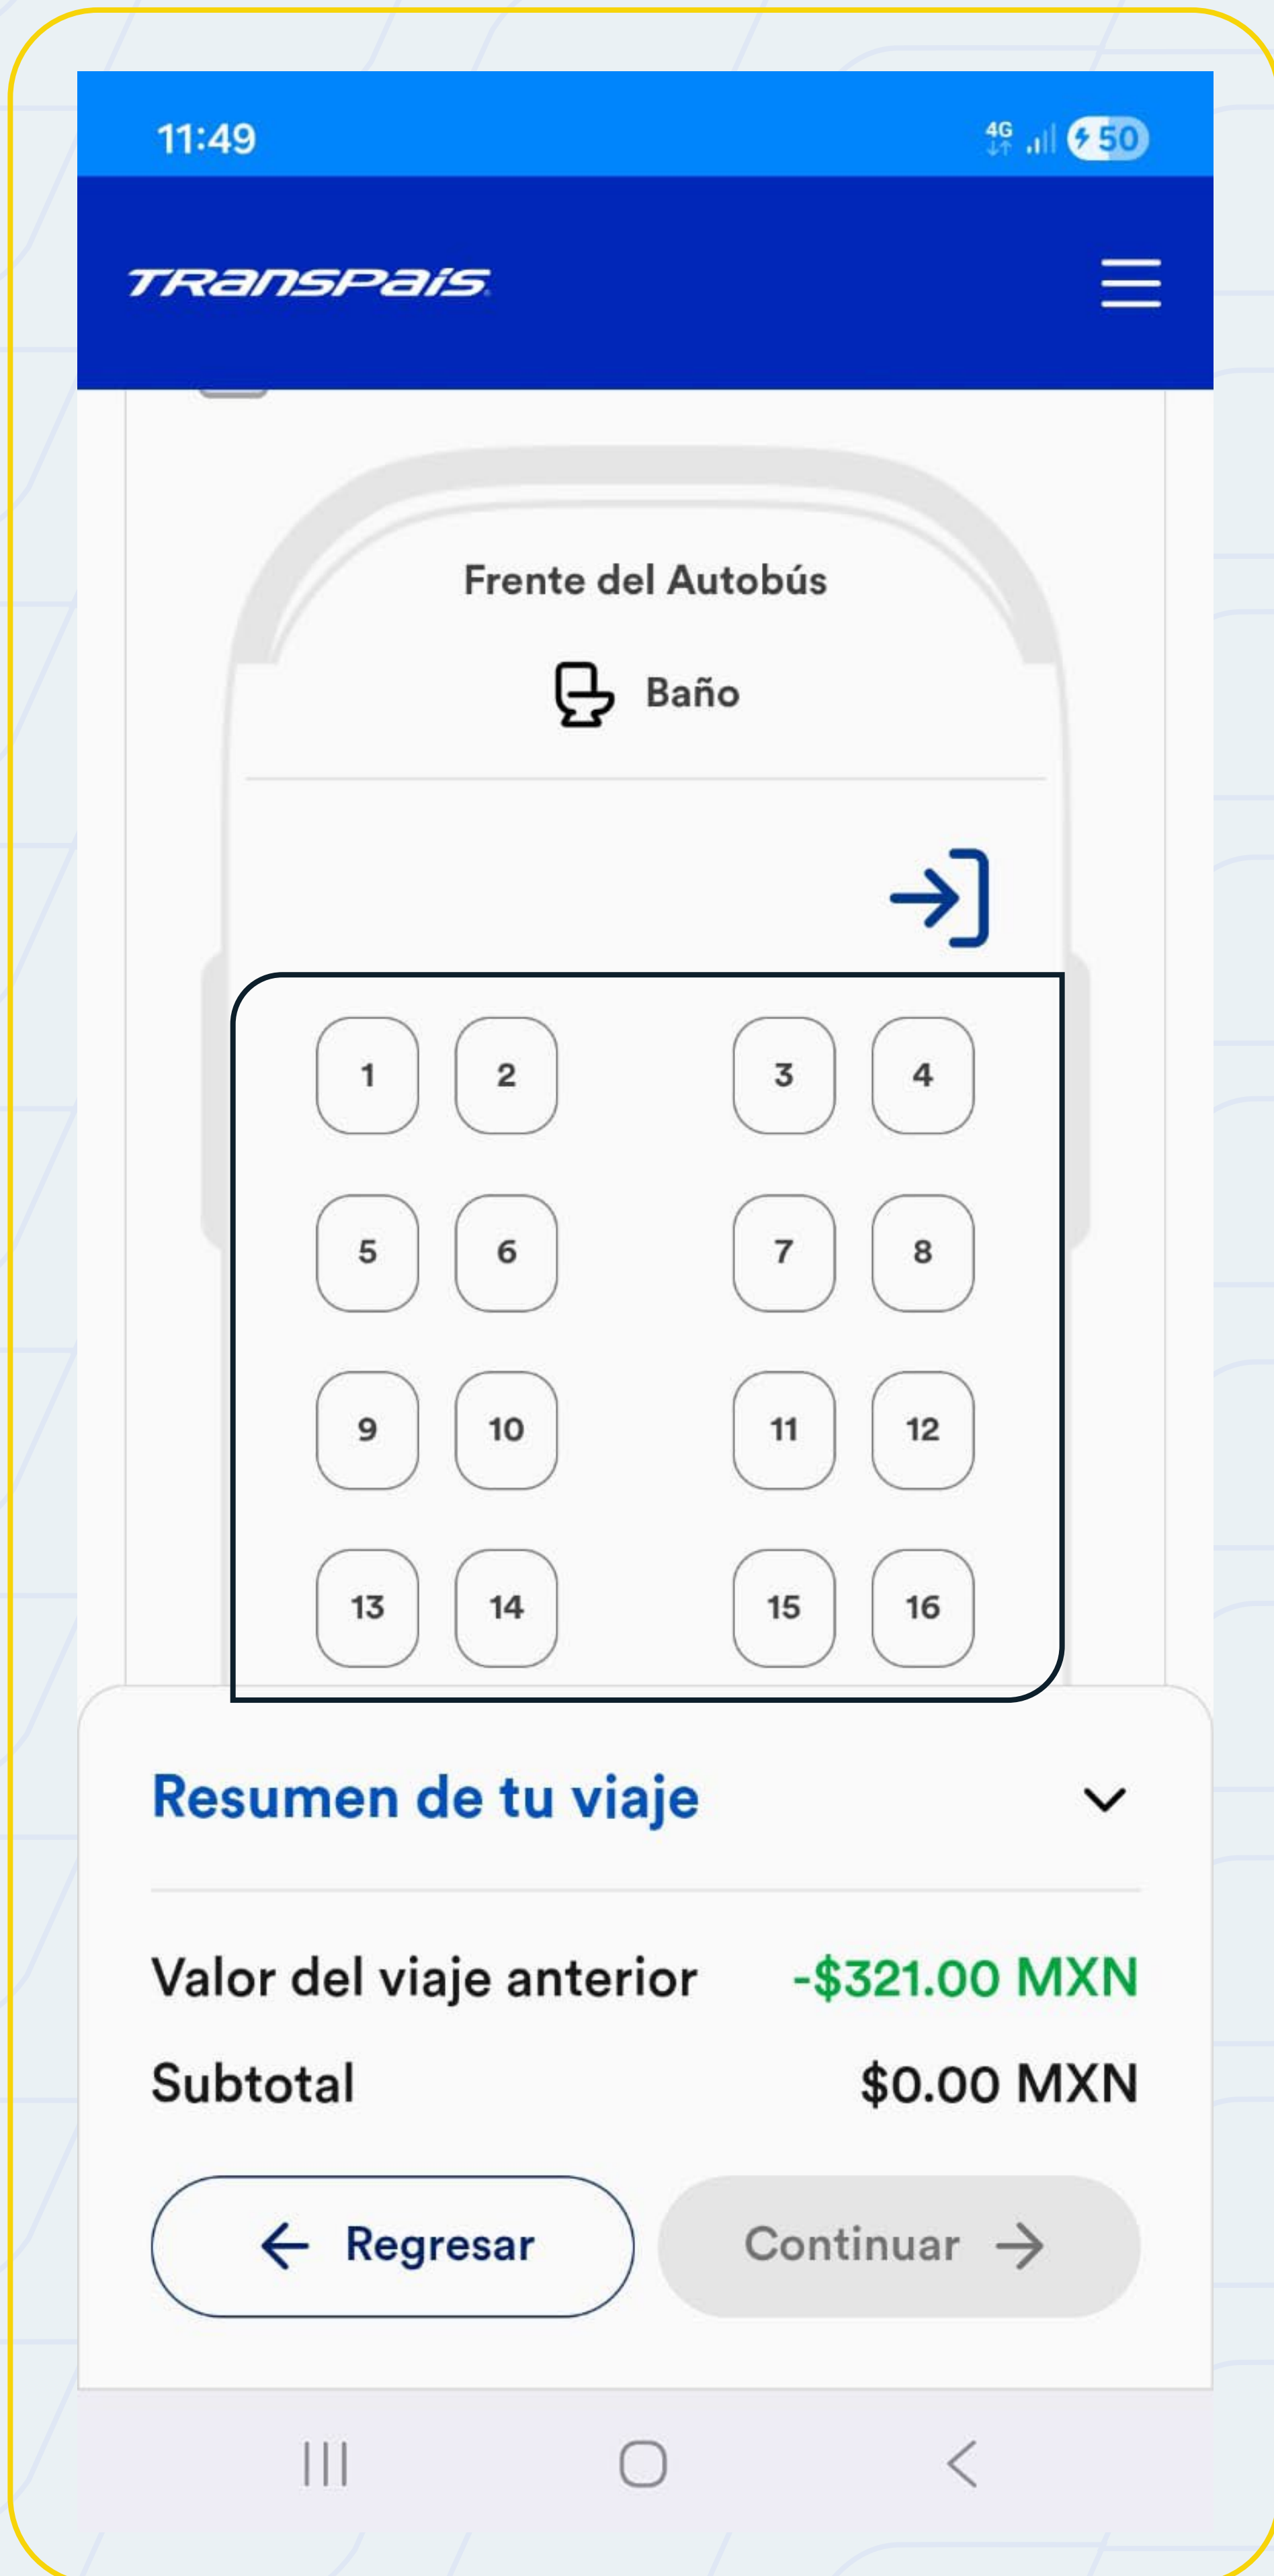 11:49 4G 50
TRANSPAIS
Frente del Autobús
Baño
1 2 3 4
5 6 7 8
9 10 11 12
13 14 15 16
Resumen de tu viaje
Valor del viaje anterior -$321.00 MXN
Subtotal $0.00 MXN
Regresar Continuar